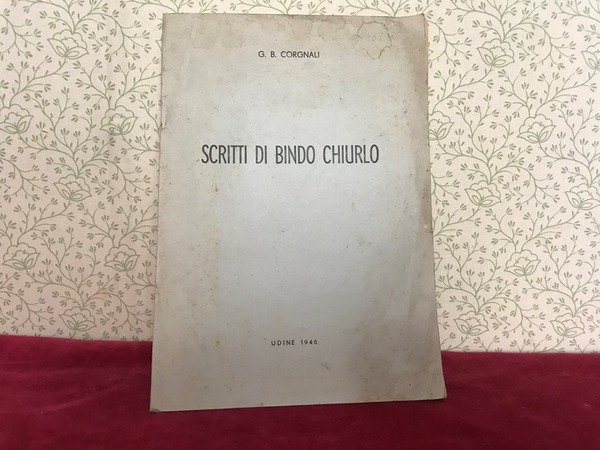 G. B. CORGNALI
SCRITTI DI BINDO CHIURLO
UDINE 1946